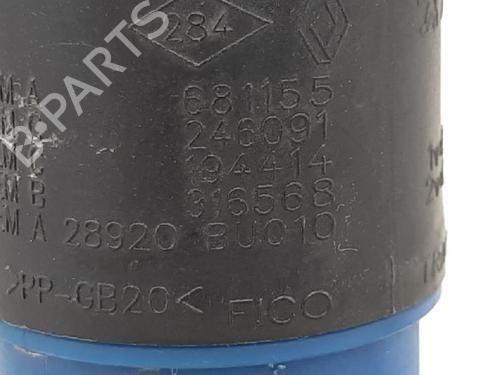 284
M A 681155
246091
194414
M B 316568
M A 28920 BU010
>PP-GB20< FICO
B-PARTS